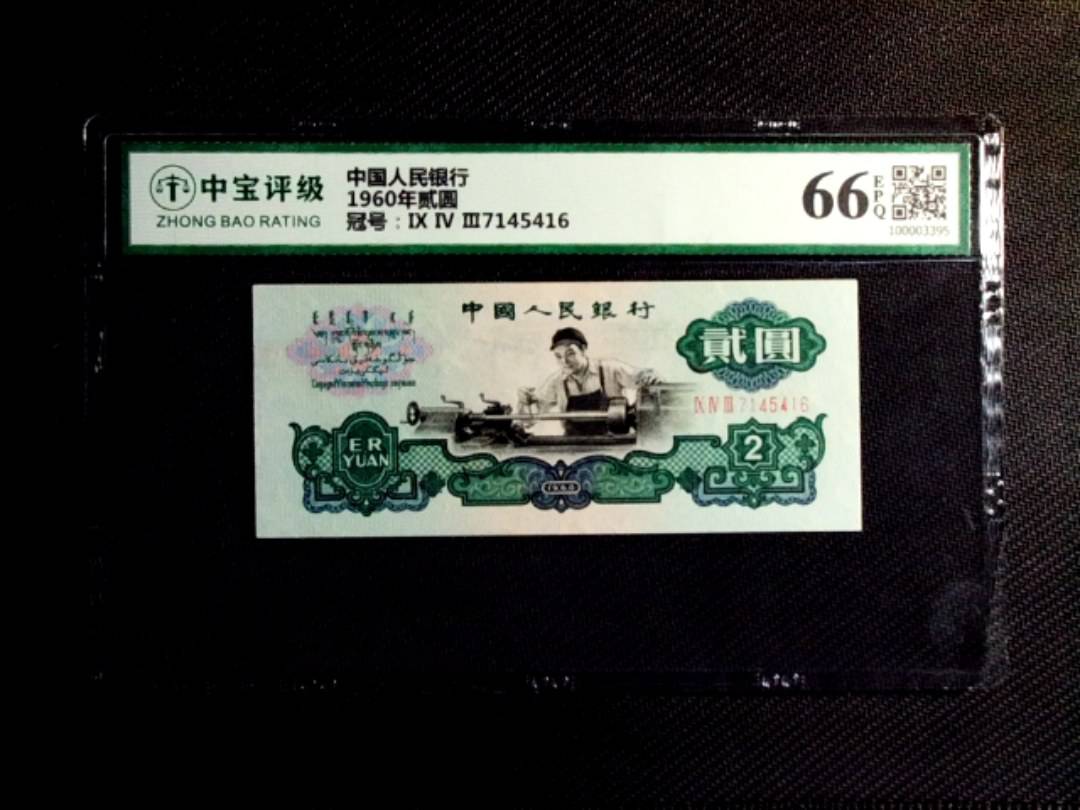 中宝评级
ZHONG BAO RATING
中国人民银行
1960年贰圆
冠号：IX IV III7145416
66
EPQ
100003395
中國人民銀行
貳圓
IX IV III 7145416
ER
YUAN
2